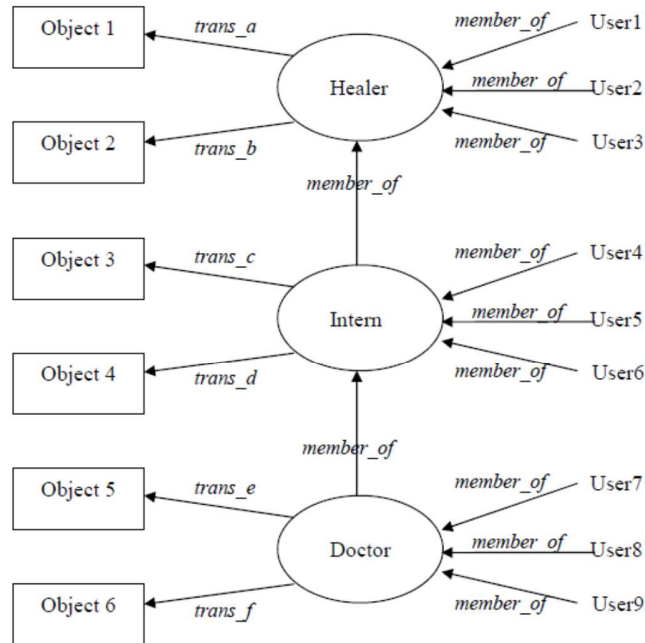 Object 1
trans_a
member_of
User1
Healer
member_of
User2
Object 2
trans_b
member_of
User3
member_of
Object 3
trans_c
member_of
User4
Intern
member_of
User5
Object 4
trans_d
member_of
User6
member_of
Object 5
trans_e
member_of
User7
Doctor
member_of
User8
Object 6
trans_f
member_of
User9